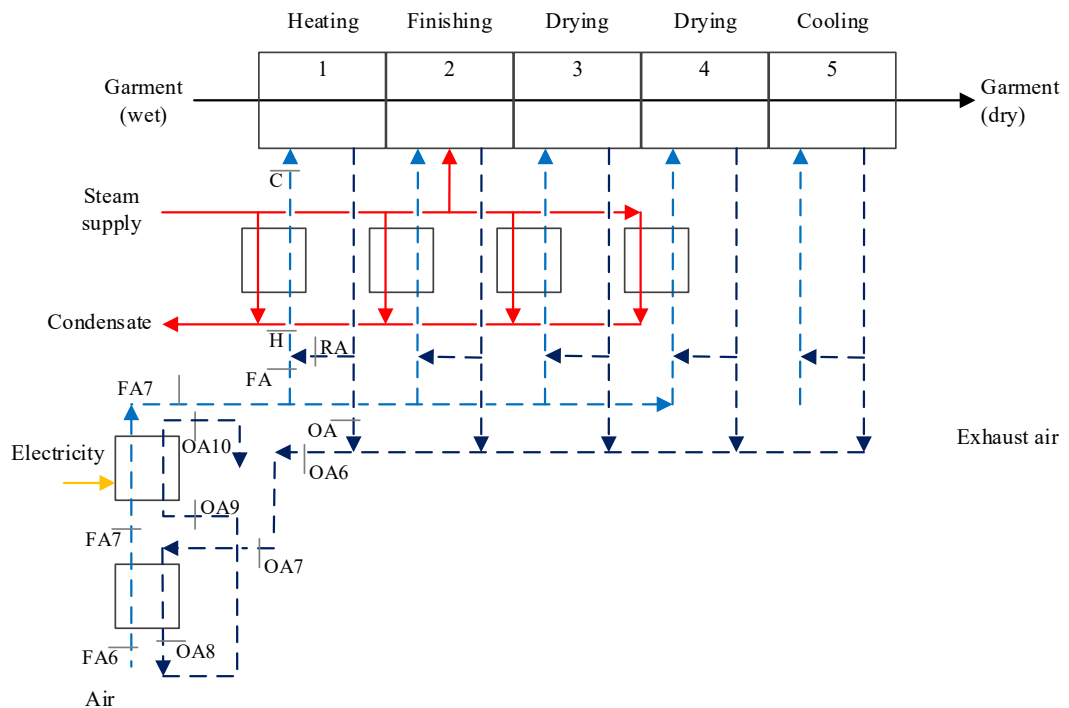 Heating Finishing Drying Drying Cooling
1 2 3 4 5
Garment
(wet)
Garment
(dry)
C
Steam
supply
Condensate
H
RA
FA
FA7
OA
OA10
Electricity
OA6
Exhaust air
OA9
FA7
OA7
OA8
FA6
Air